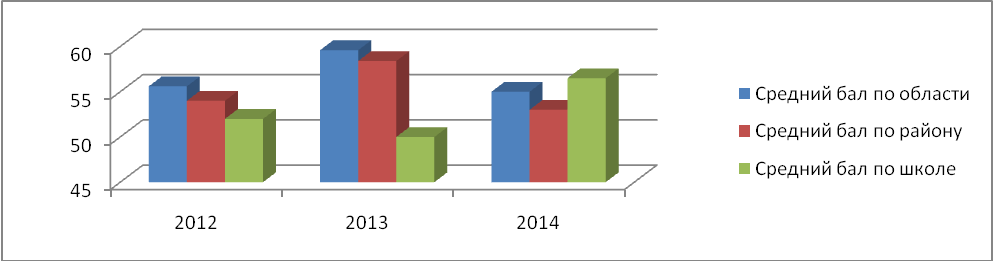 60
55
50
45
2012
2013
2014
Средний бал по области
Средний бал по району
Средний бал по школе